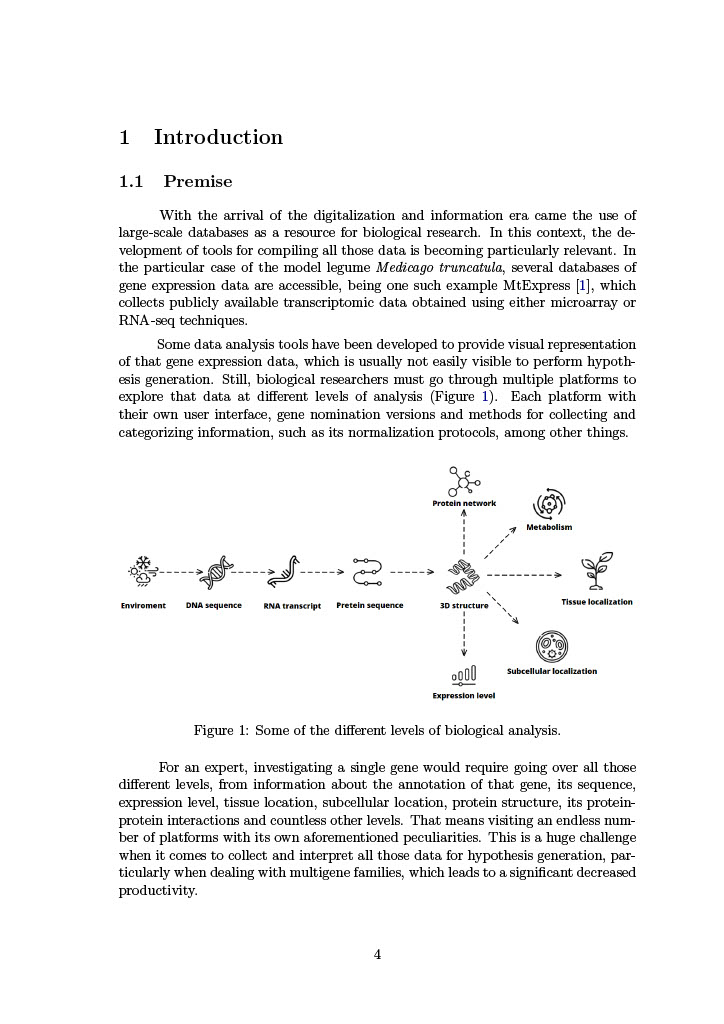 1 Introduction
1.1 Premise
With the arrival of the digitalization and information era came the use of
large-scale databases as a resource for biological research. In this context, the de-
velopment of tools for compiling all those data is becoming particularly relevant. In
the particular case of the model legume Medicago truncatula, several databases of
gene expression data are accessible, being one such example MtExpress [1], which
collects publicly available transcriptomic data obtained using either microarray or
RNA-seq techniques.
Some data analysis tools have been developed to provide visual representation
of that gene expression data, which is usually not easily visible to perform hypoth-
esis generation. Still, biological researchers must go through multiple platforms to
explore that data at different levels of analysis (Figure 1). Each platform with
their own user interface, gene nomination versions and methods for collecting and
categorizing information, such as its normalization protocols, among other things.
Protein network
Metabolism
Enviroment DNA sequence RNA transcript Pretein sequence 3D structure Tissue localization
Subcellular localization
Expression level
Figure 1: Some of the different levels of biological analysis.
For an expert, investigating a single gene would require going over all those
different levels, from information about the annotation of that gene, its sequence,
expression level, tissue location, subcellular location, protein structure, its protein-
protein interactions and countless other levels. That means visiting an endless num-
ber of platforms with its own aforementioned peculiarities. This is a huge challenge
when it comes to collect and interpret all those data for hypothesis generation, par-
ticularly when dealing with multigene families, which leads to a significant decreased
productivity.
4